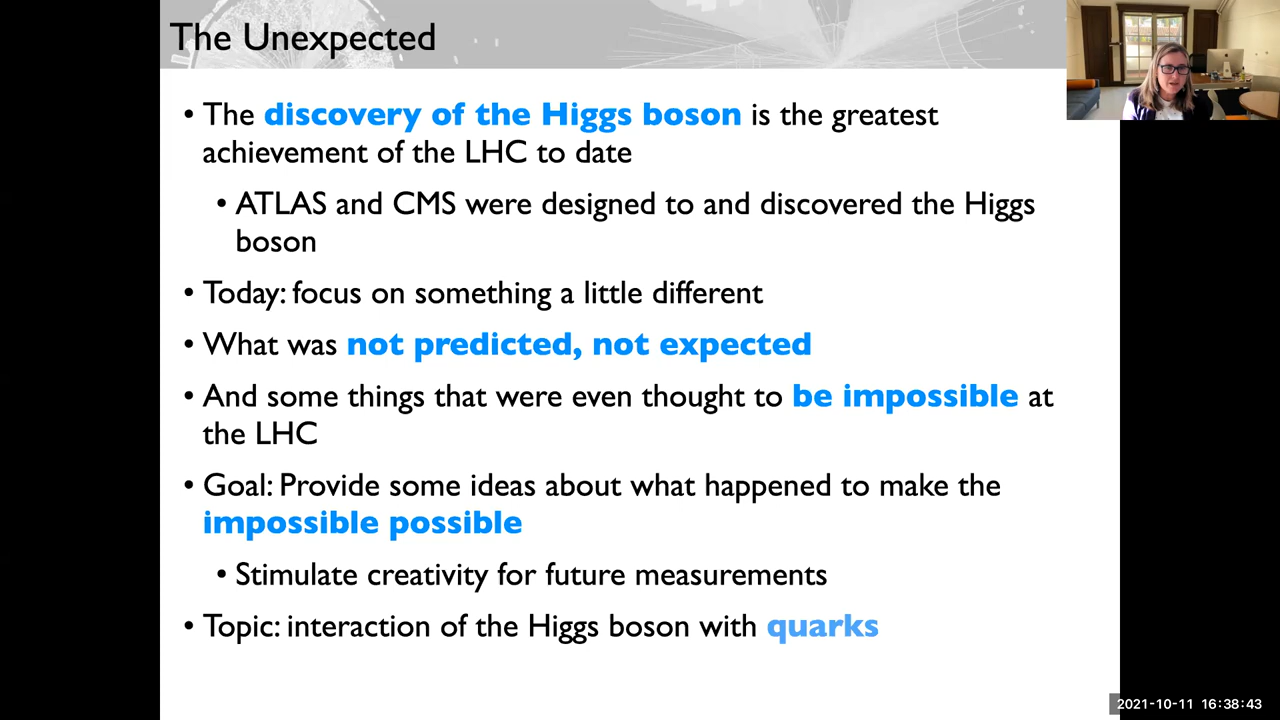 The Unexpected
• The discovery of the Higgs boson is the greatest
achievement of the LHC to date
• ATLAS and CMS were designed to and discovered the Higgs
boson
• Today: focus on something a little different
• What was not predicted, not expected
• And some things that were even thought to be impossible at
the LHC
• Goal: Provide some ideas about what happened to make the
impossible possible
• Stimulate creativity for future measurements
• Topic: interaction of the Higgs boson with quarks
2021-10-11 16:38:43